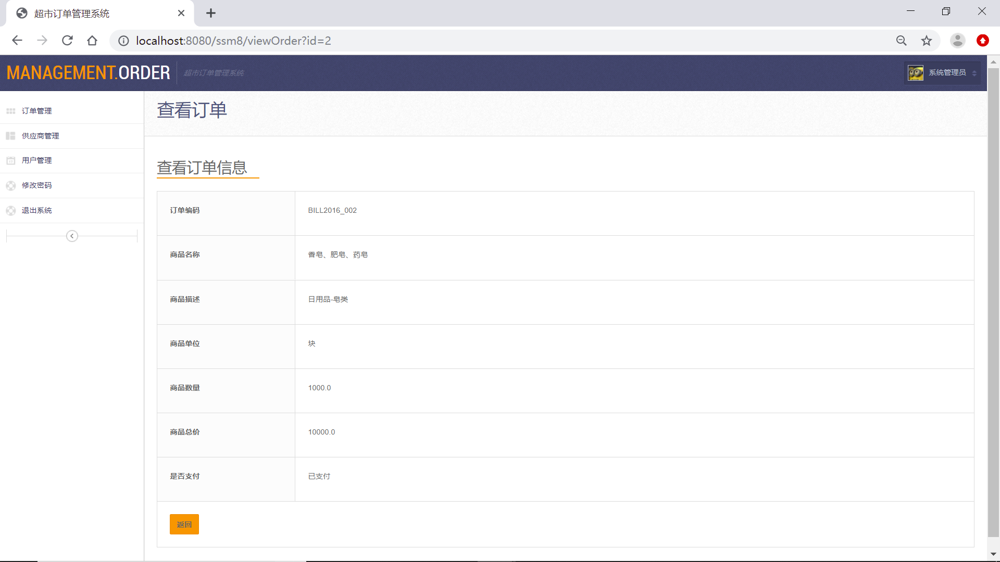 超市订单管理系统
localhost:8080/ssm8/viewOrder?id=2
MANAGEMENT.ORDER
超市订单管理系统
系统管理员
订单管理
供应商管理
用户管理
修改密码
退出系统
查看订单
查看订单信息
订单编码 BILL2016_002
商品名称 香皂、肥皂、药皂
商品描述 日用品-皂类
商品单位 块
商品数量 1000.0
商品总价 10000.0
是否支付 已支付
返回